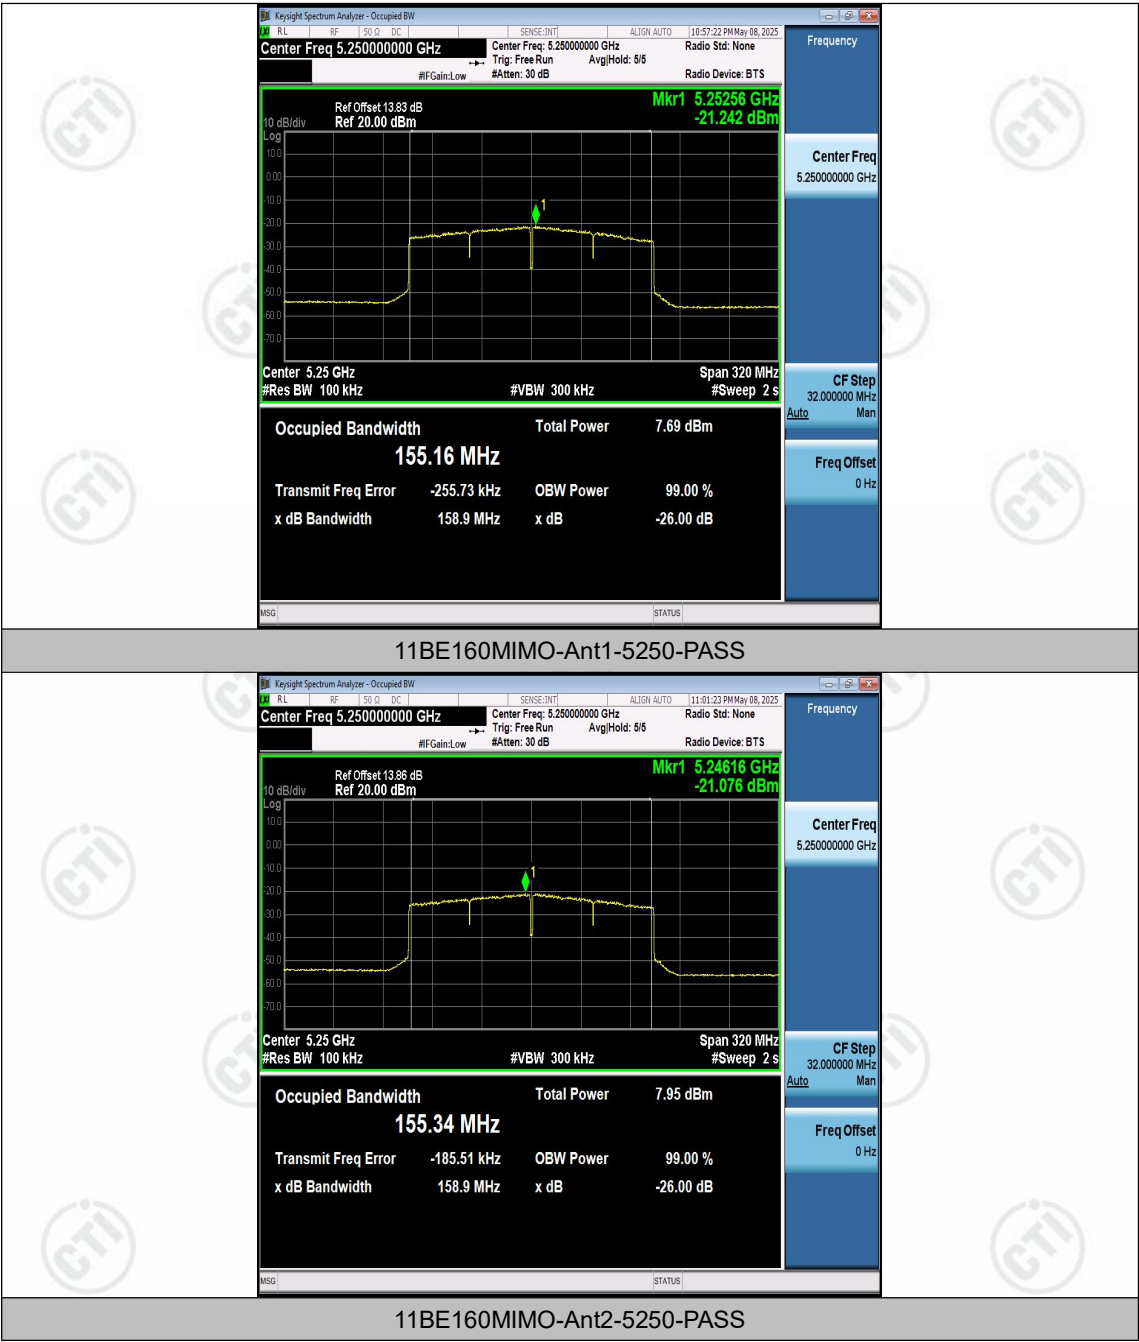 Keysight Spectrum Analyzer - Occupied BW
RL RF 50 Ω DC SENSE:INT ALIGN AUTO 10:57:22 PM May 08, 2025
Center Freq 5.250000000 GHz
Center Freq: 5.250000000 GHz
Radio Std: None
Trig: Free Run Avg|Hold: 5/5
#IFGain:Low
#Atten: 30 dB
Radio Device: BTS
Frequency
Mkr1 5.25256 GHz
-21.242 dBm
Ref Offset 13.83 dB
10 dB/div Ref 20.00 dBm
Log
10.0
0.00
-10.0
-20.0
-30.0
-40.0
-50.0
-60.0
-70.0
1
Center 5.25 GHz
Span 320 MHz
#Res BW 100 kHz
#VBW 300 kHz
#Sweep 2 s
Center Freq
5.250000000 GHz
CF Step
32.000000 MHz
Auto Man
Freq Offset
0 Hz
Occupied Bandwidth
155.16 MHz
Total Power 7.69 dBm
Transmit Freq Error -255.73 kHz OBW Power 99.00 %
x dB Bandwidth 158.9 MHz x dB -26.00 dB
MSG STATUS
11BE160MIMO-Ant1-5250-PASS
Keysight Spectrum Analyzer - Occupied BW
RL RF 50 Ω DC SENSE:INT ALIGN AUTO 11:01:23 PM May 08, 2025
Center Freq 5.250000000 GHz
Center Freq: 5.250000000 GHz
Radio Std: None
Trig: Free Run Avg|Hold: 5/5
#IFGain:Low
#Atten: 30 dB
Radio Device: BTS
Frequency
Mkr1 5.24616 GHz
-21.076 dBm
Ref Offset 13.86 dB
10 dB/div Ref 20.00 dBm
Log
10.0
0.00
-10.0
-20.0
-30.0
-40.0
-50.0
-60.0
-70.0
1
Center 5.25 GHz
Span 320 MHz
#Res BW 100 kHz
#VBW 300 kHz
#Sweep 2 s
Center Freq
5.250000000 GHz
CF Step
32.000000 MHz
Auto Man
Freq Offset
0 Hz
Occupied Bandwidth
155.34 MHz
Total Power 7.95 dBm
Transmit Freq Error -185.51 kHz OBW Power 99.00 %
x dB Bandwidth 158.9 MHz x dB -26.00 dB
MSG STATUS
11BE160MIMO-Ant2-5250-PASS
CTI
CTI
CTI
CTI
CTI
CTI
CTI
CTI
CTI
CTI
CTI
CTI